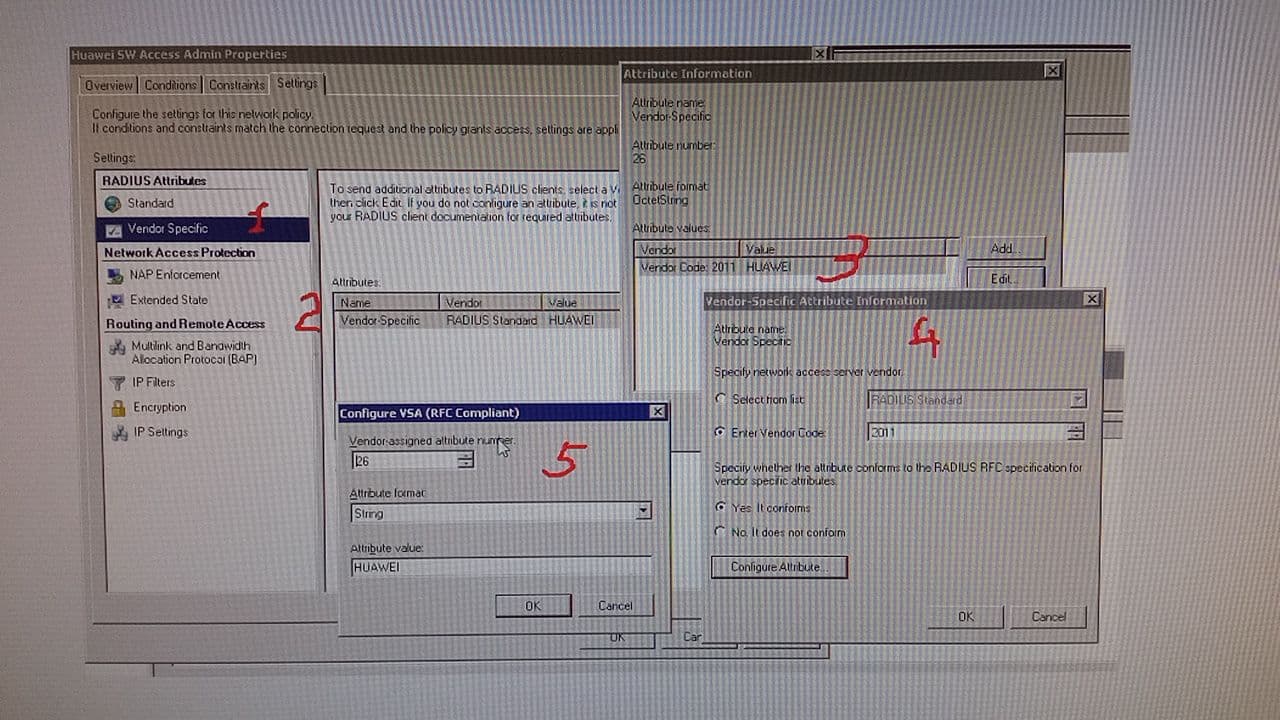 Huawei SW Access Admin Properties
Overview
Conditions
Constraints
Settings
Configure the settings for this network policy.
If conditions and constraints match the connection request and the policy grants access, settings are appli
Settings:
RADIUS Attributes
Standard
Vendor Specific
1
Network Access Protection
NAP Enforcement
Extended State
Routing and Remote Access
Multilink and Bandwidth
Allocation Protocol (BAP)
IP Filters
Encryption
IP Settings
To send additional attributes to RADIUS clients, select a V
then click Edit. If you do not configure an attribute, it is not
your RADIUS client documentation for required attributes.
2
Attributes:
Name Vendor Value
Vendor-Specific RADIUS Standard HUAWEI
OK
Attribute Information
Attribute name:
Vendor-Specific
Attribute number:
26
Attribute format:
OctetString
Attribute values:
Vendor Value
Vendor Code: 2011 HUAWEI
3
Add...
Edit...
Vendor-Specific Attribute Information
4
Attribute name:
Vendor Specific
Specify network access server vendor.
Select from list:
RADIUS Standard
Enter Vendor Code:
2011
Specify whether the attribute conforms to the RADIUS RFC specification for
vendor specific attributes.
Yes. It conforms
No. It does not conform
Configure Attribute...
OK
Cancel
Configure VSA (RFC Compliant)
Vendor-assigned attribute number:
26
5
Attribute format:
String
Attribute value:
HUAWEI
OK
Cancel